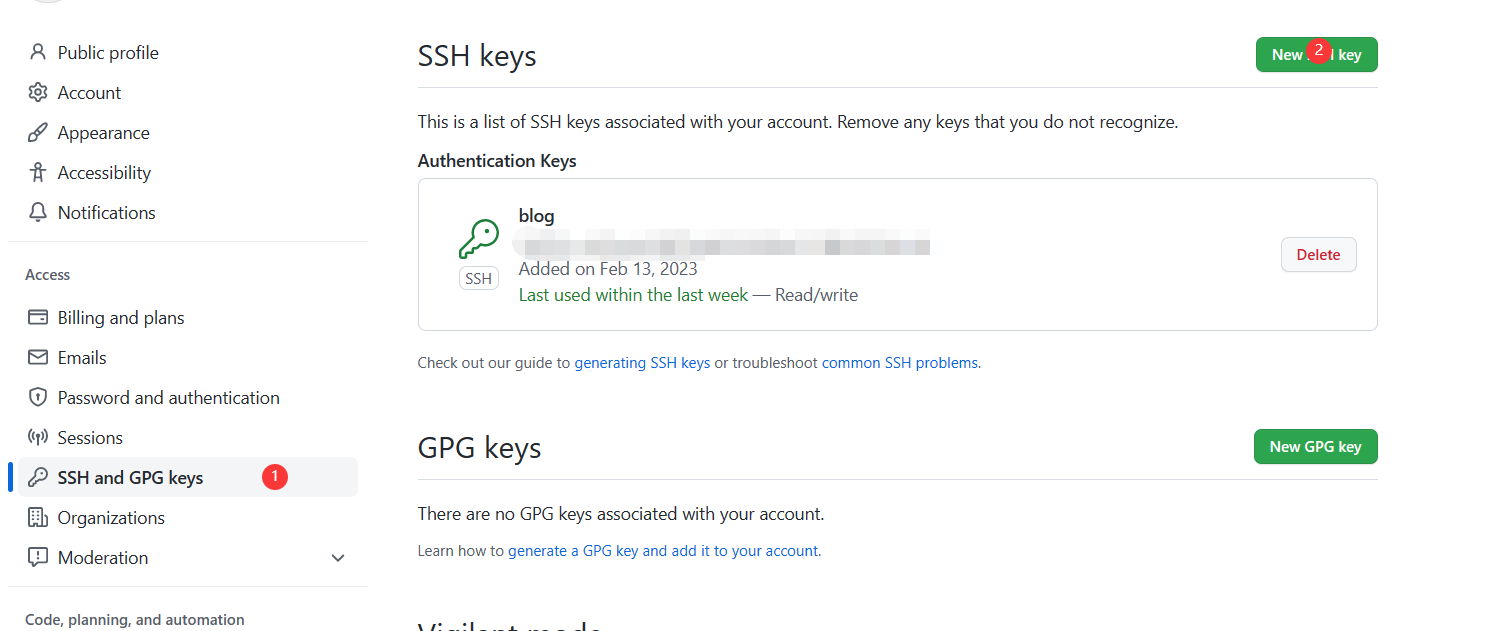 Public profile
Account
Appearance
Accessibility
Notifications
Access
Billing and plans
Emails
Password and authentication
Sessions
SSH and GPG keys 1
Organizations
Moderation
Code, planning, and automation
SSH keys
New 2 key
This is a list of SSH keys associated with your account. Remove any keys that you do not recognize.
Authentication Keys
blog
SSH
Added on Feb 13, 2023
Last used within the last week — Read/write
Delete
Check out our guide to generating SSH keys or troubleshoot common SSH problems.
GPG keys
New GPG key
There are no GPG keys associated with your account.
Learn how to generate a GPG key and add it to your account.
Vigilant mode